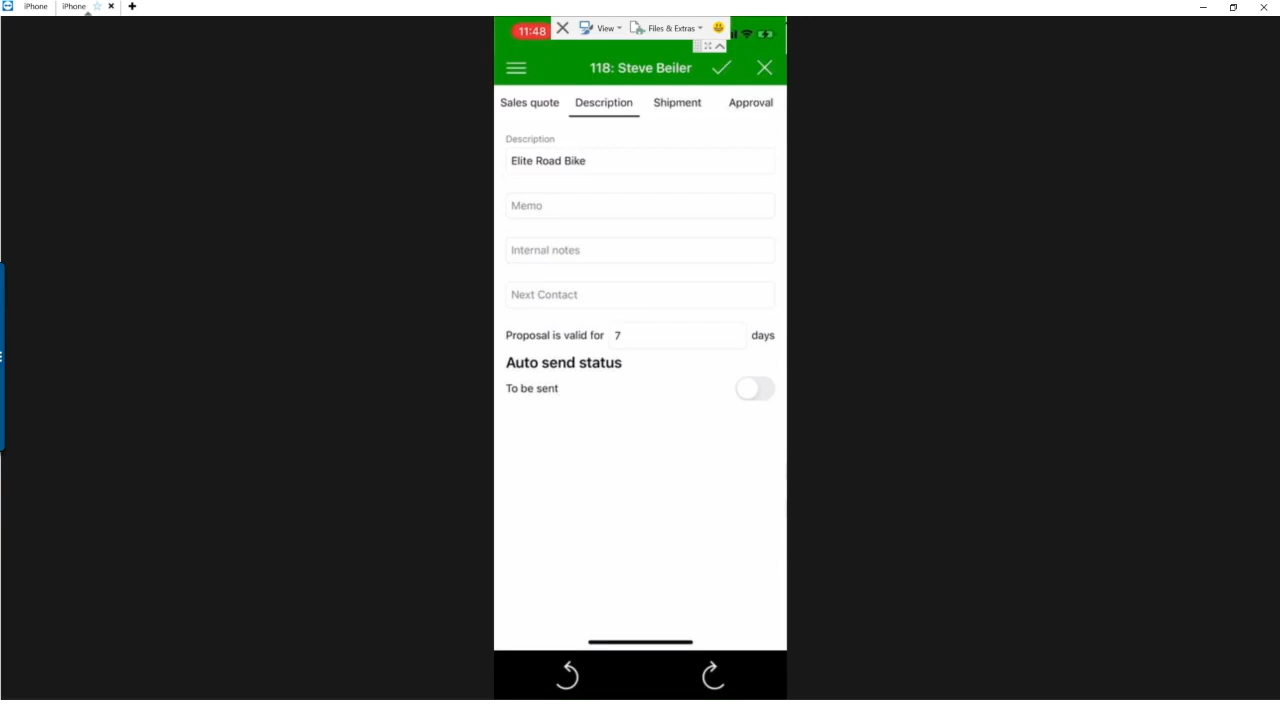 iPhone
iPhone
11:48
View
Files & Extras
118: Steve Beiler
Sales quote
Description
Shipment
Approval
Description
Elite Road Bike
Memo
Internal notes
Next Contact
Proposal is valid for 7 days
Auto send status
To be sent